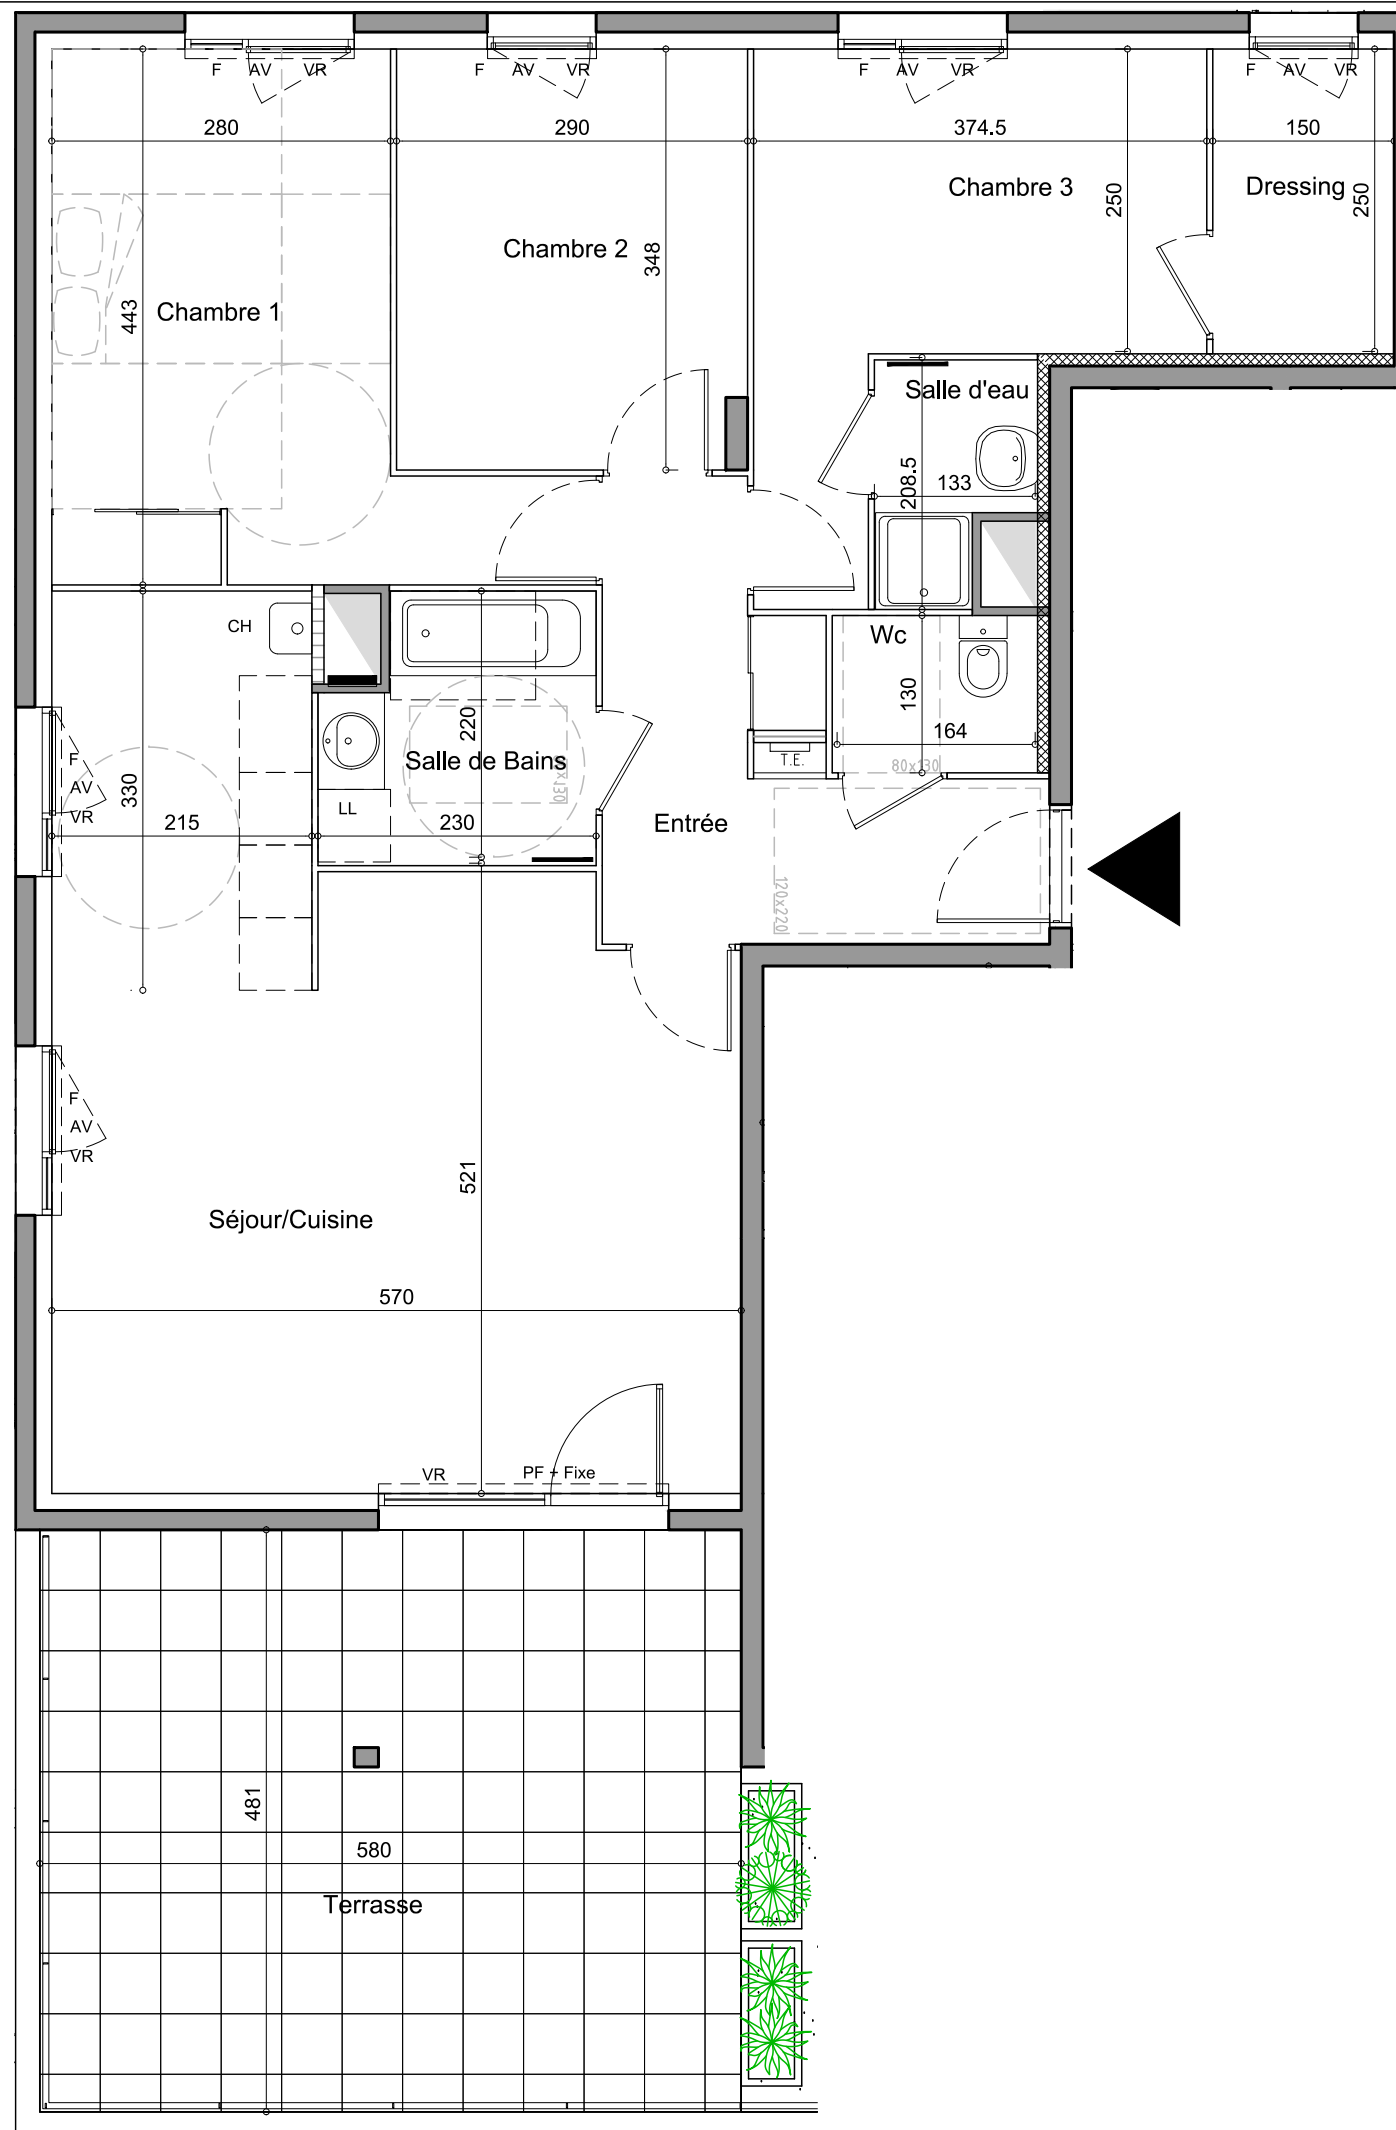 F AV VR
F AV VR
F AV VR
F AV VR
280
290
374.5
150
Chambre 3
Dressing
250
250
Chambre 2
348
443
Chambre 1
Salle d'eau
208.5
133
CH
Wc
130
164
220
Salle de Bains
T.E.
80x130
x130
F
AV
VR
330
215
LL
230
Entrée
120x220
F
AV
VR
521
Séjour/Cuisine
570
VR
PF + Fixe
481
580
Terrasse